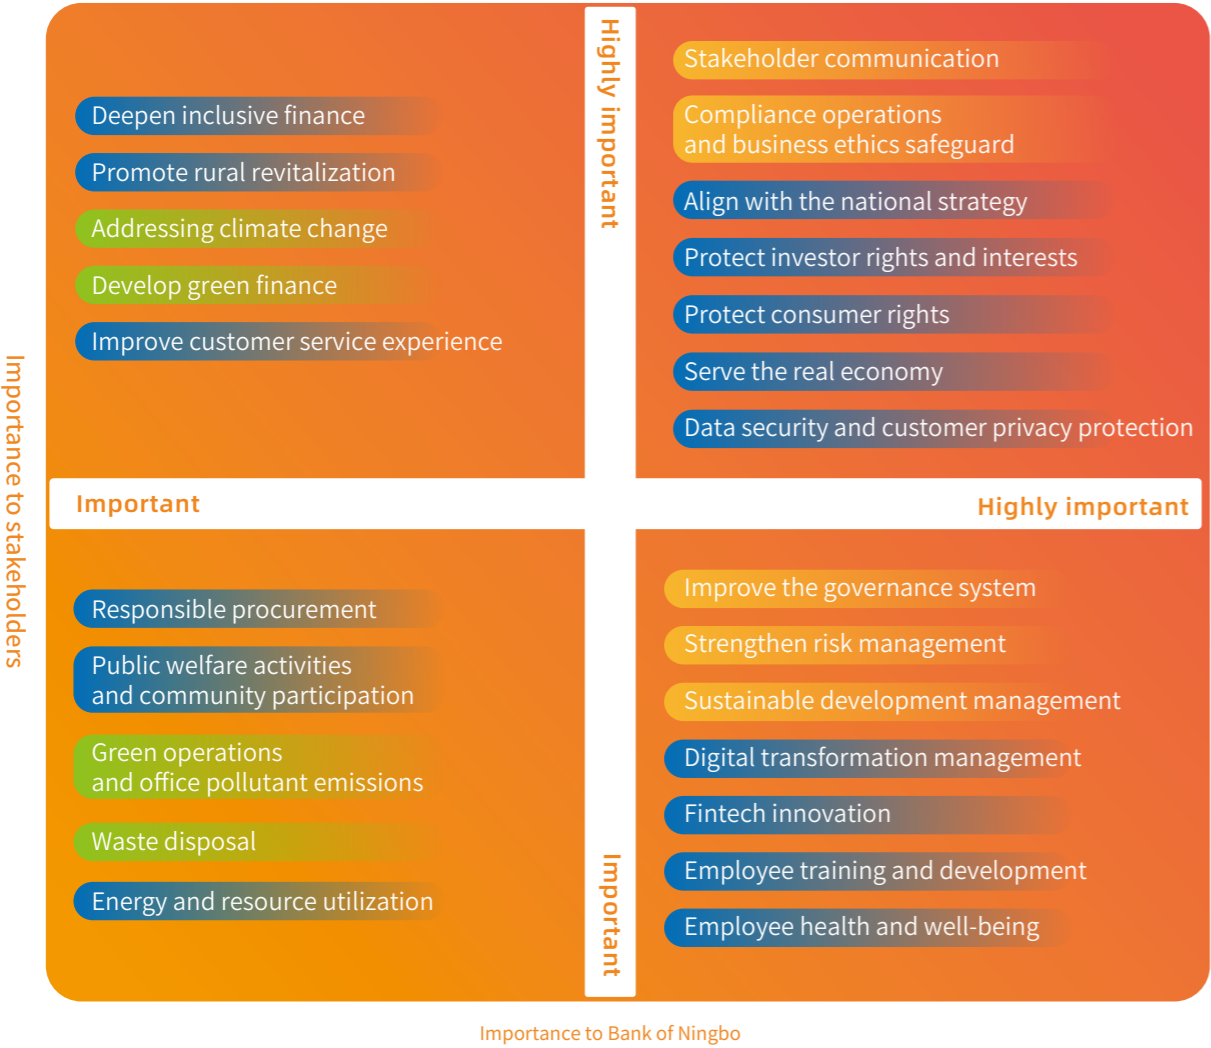 Importance to stakeholders
Highly important
Deepen inclusive finance
Promote rural revitalization
Addressing climate change
Develop green finance
Improve customer service experience
Stakeholder communication
Compliance operations
and business ethics safeguard
Align with the national strategy
Protect investor rights and interests
Protect consumer rights
Serve the real economy
Data security and customer privacy protection
Important
Highly important
Responsible procurement
Public welfare activities
and community participation
Green operations
and office pollutant emissions
Waste disposal
Energy and resource utilization
Improve the governance system
Strengthen risk management
Sustainable development management
Digital transformation management
Fintech innovation
Employee training and development
Employee health and well-being
Important
Importance to Bank of Ningbo